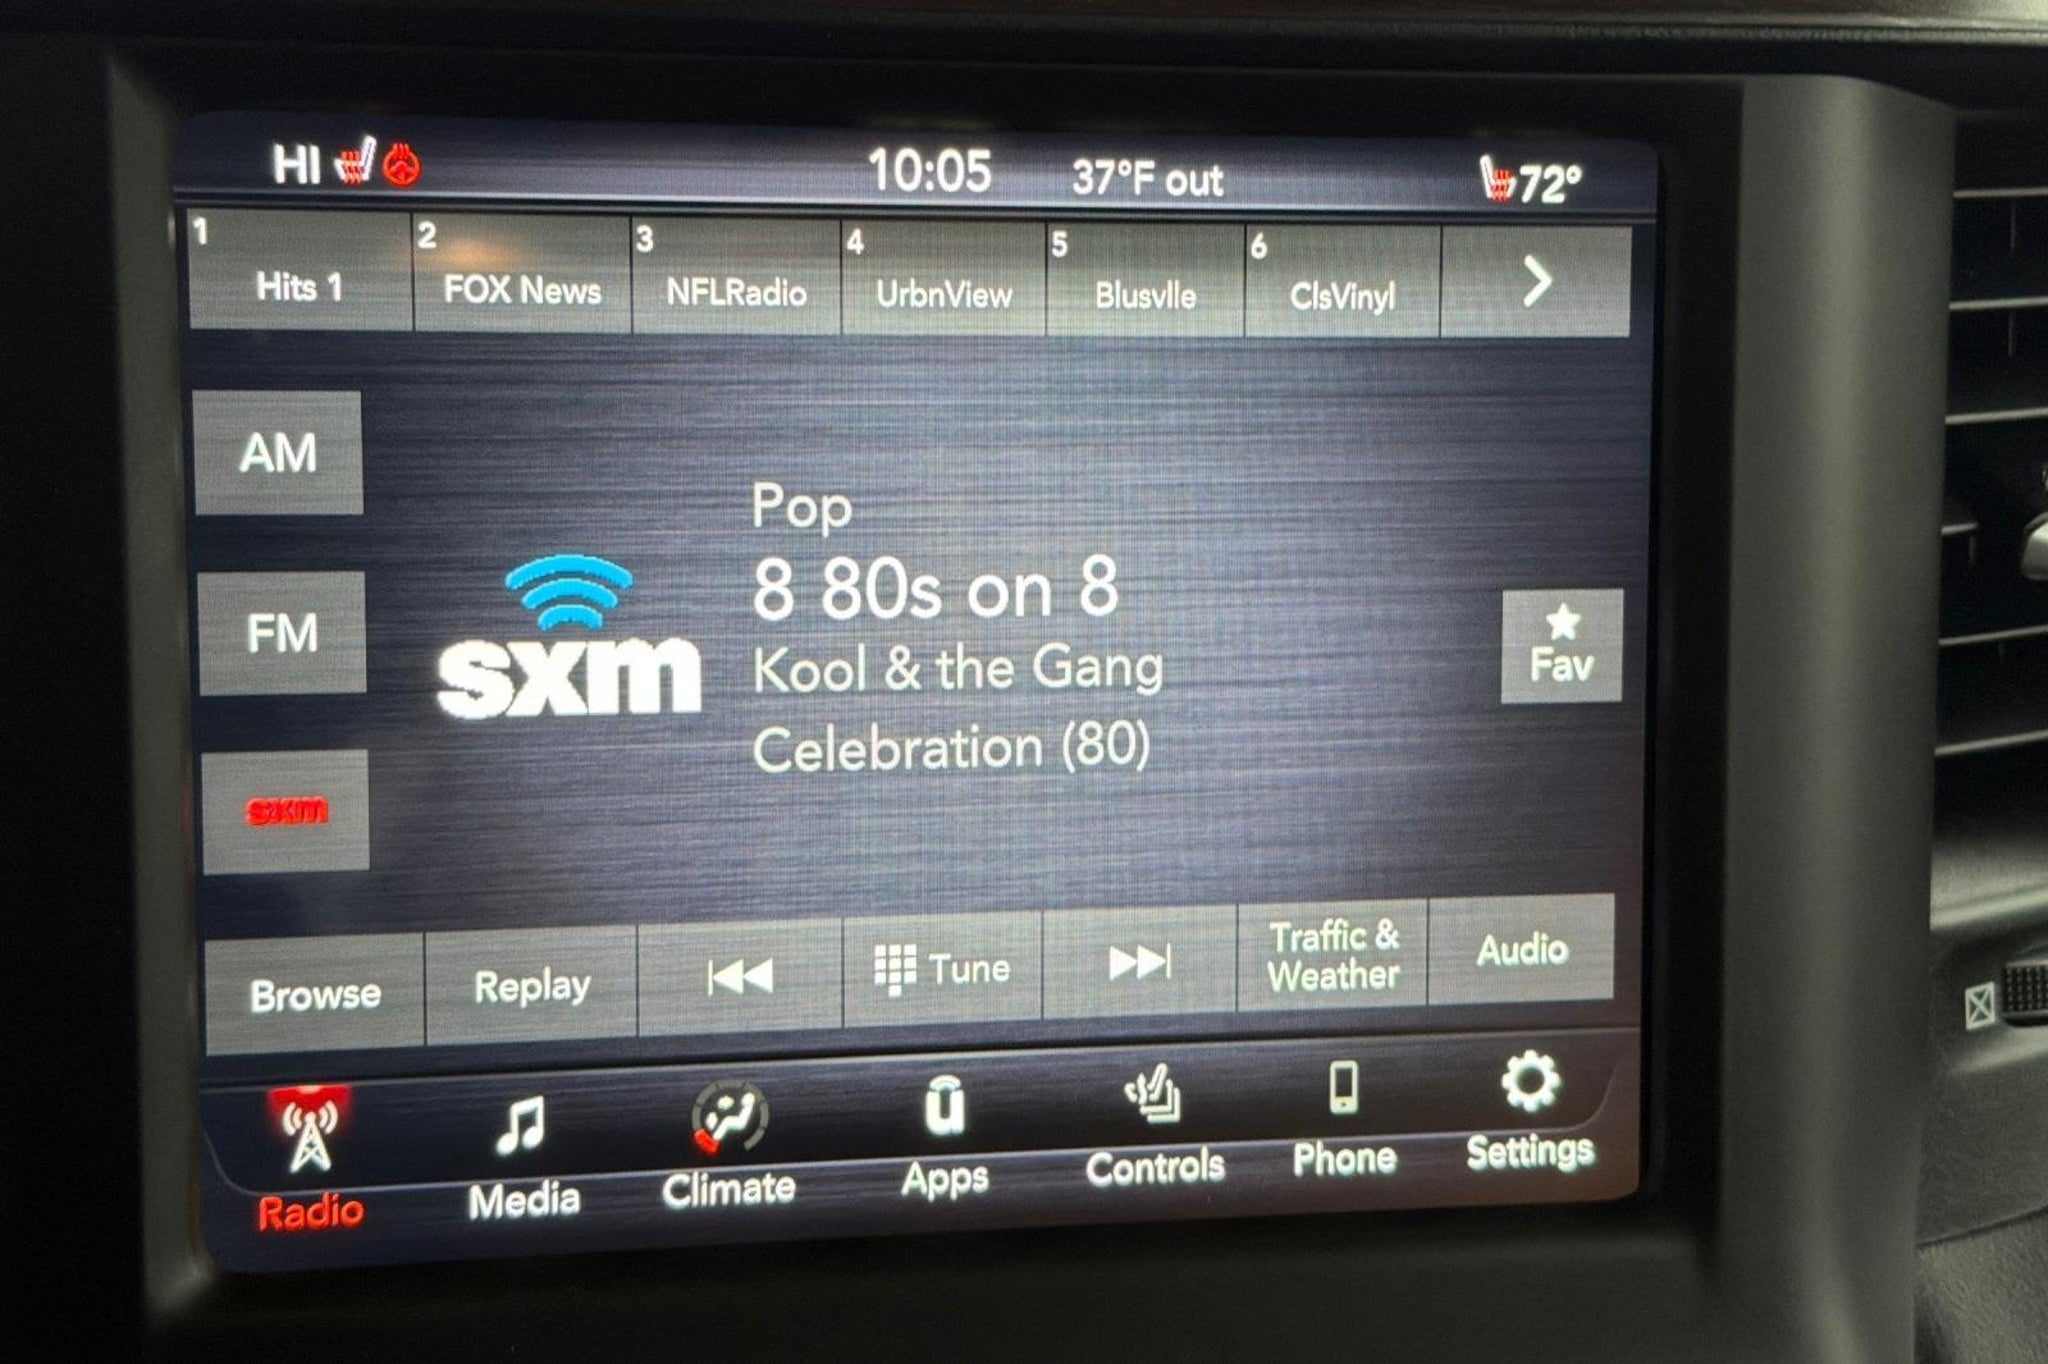 HI 10:05 37°F out 72°
1 2 3 4 5 6
Hits 1 FOX News NFLRadio UrbnView Blusvlle ClsVinyl
AM
FM
sxm
sxm
Pop
8 80s on 8
Kool & the Gang
Celebration (80)
Fav
Browse Replay Tune Traffic & Weather Audio
Radio Media Climate Apps Controls Phone Settings